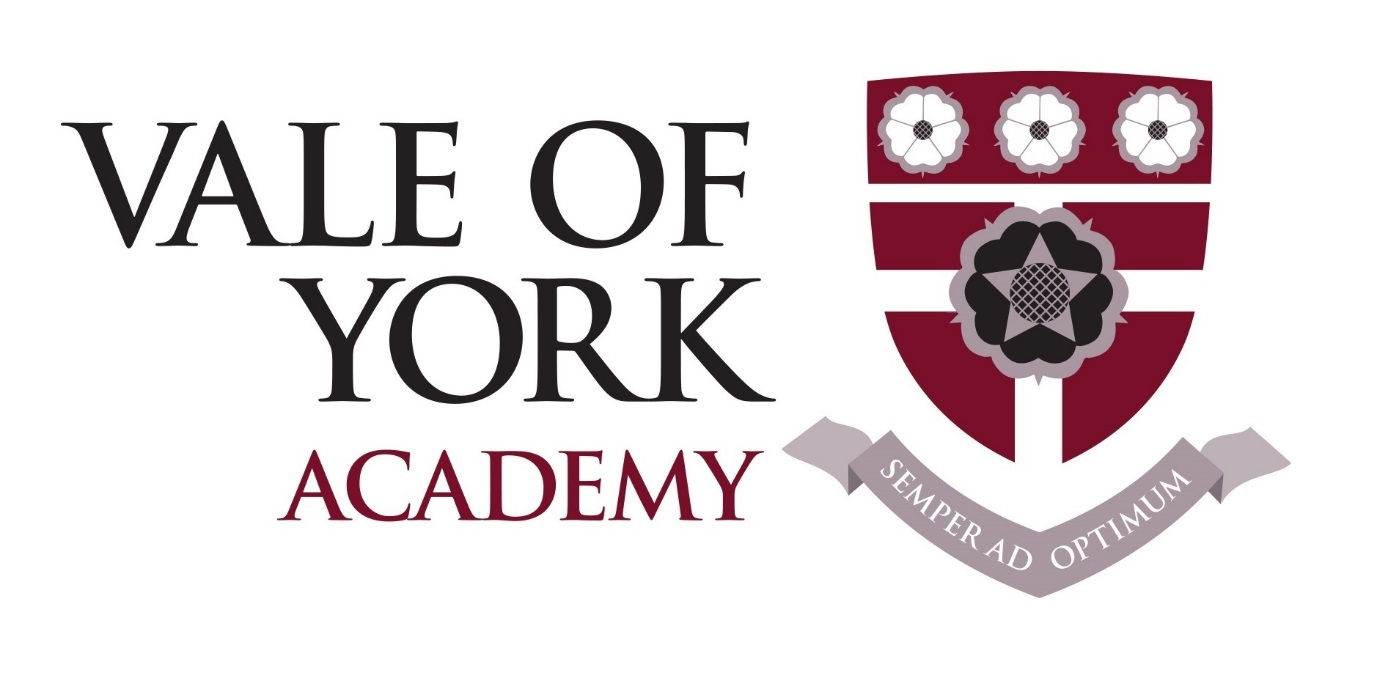 VALE OF
YORK
ACADEMY
SEMPER AD OPTIMUM